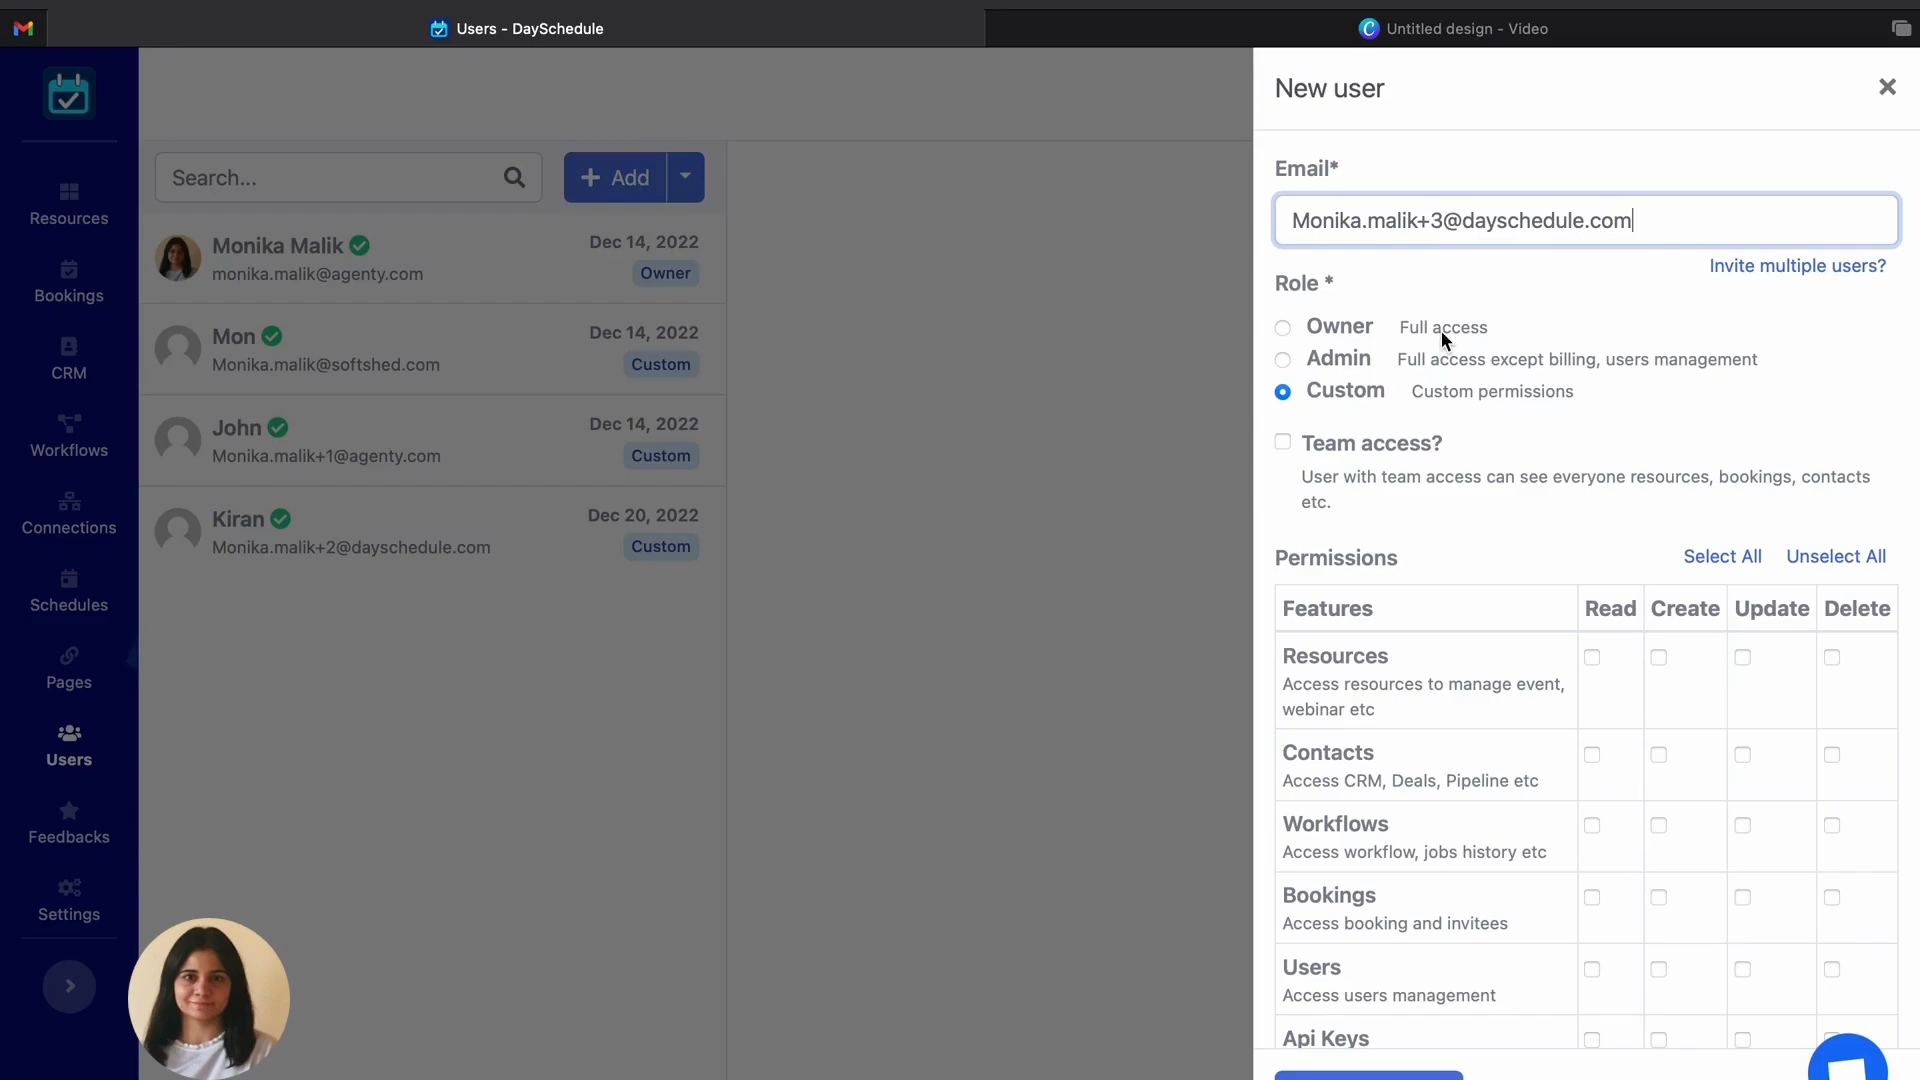 Users - DaySchedule
Untitled design - Video
Resources
Bookings
CRM
Workflows
Connections
Schedules
Pages
Users
Feedbacks
Settings
Search...
Add
Monika Malik
Dec 14, 2022
monika.malik@agenty.com
Owner
Mon
Dec 14, 2022
Monika.malik@softshed.com
Custom
John
Dec 14, 2022
Monika.malik+1@agenty.com
Custom
Kiran
Dec 20, 2022
Monika.malik+2@dayschedule.com
Custom
New user
Email*
Monika.malik+3@dayschedule.com
Invite multiple users?
Role *
Owner Full access
Admin Full access except billing, users management
Custom Custom permissions
Team access?
User with team access can see everyone resources, bookings, contacts
etc.
Permissions Select All Unselect All
Features Read Create Update Delete
Resources
Access resources to manage event,
webinar etc
Contacts
Access CRM, Deals, Pipeline etc
Workflows
Access workflow, jobs history etc
Bookings
Access booking and invitees
Users
Access users management
Api Keys